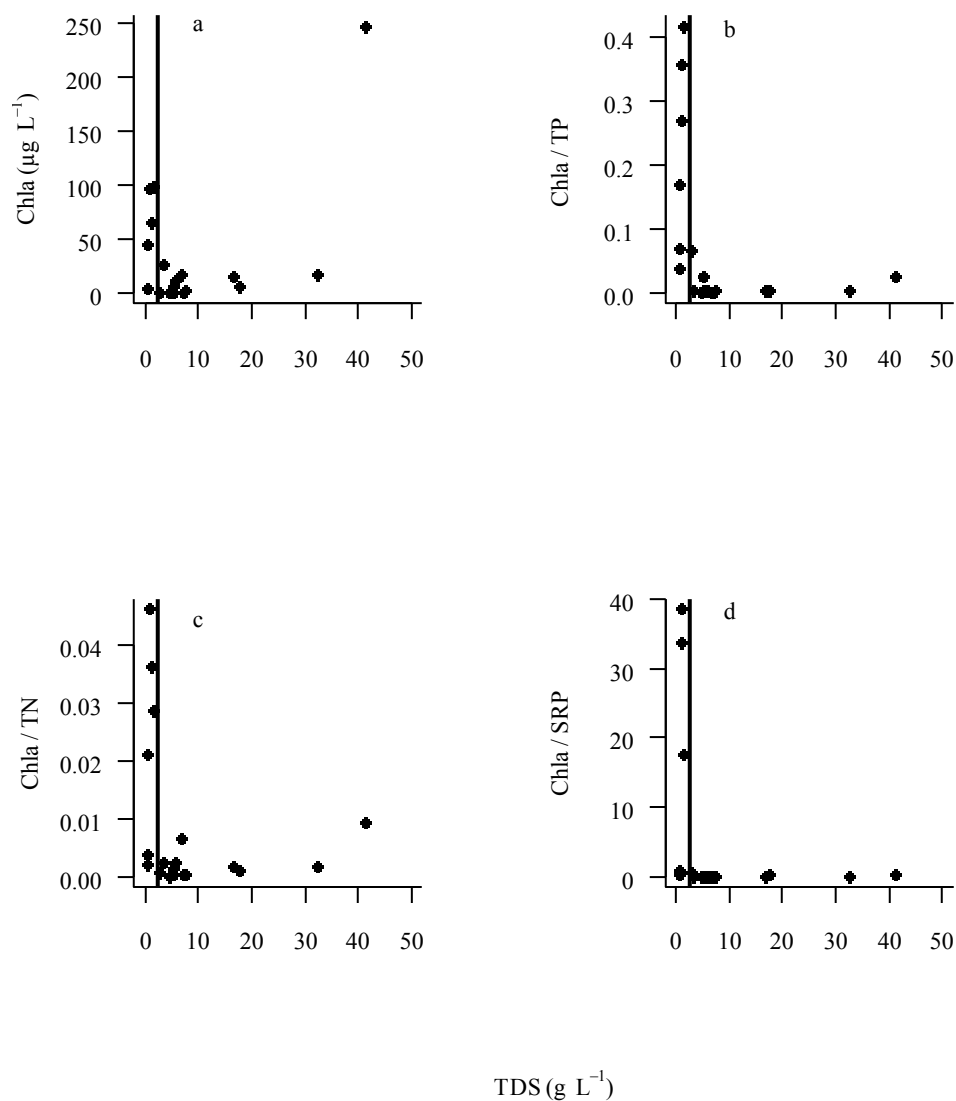 a
Chla (µg L⁻¹)
250
200
150
100
50
0
0 10 20 30 40 50
b
Chla / TP
0.4
0.3
0.2
0.1
0.0
0 10 20 30 40 50
c
Chla / TN
0.04
0.03
0.02
0.01
0.00
0 10 20 30 40 50
d
Chla / SRP
40
30
20
10
0
0 10 20 30 40 50
TDS (g L⁻¹)